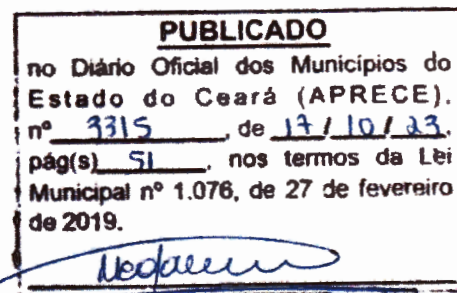 PUBLICADO
no Diário Oficial dos Municípios do
Estado do Ceará (APRECE),
nº 3315, de 17/10/23,
pág(s) 51, nos termos da Lei
Municipal nº 1.076, de 27 de fevereiro
de 2019.